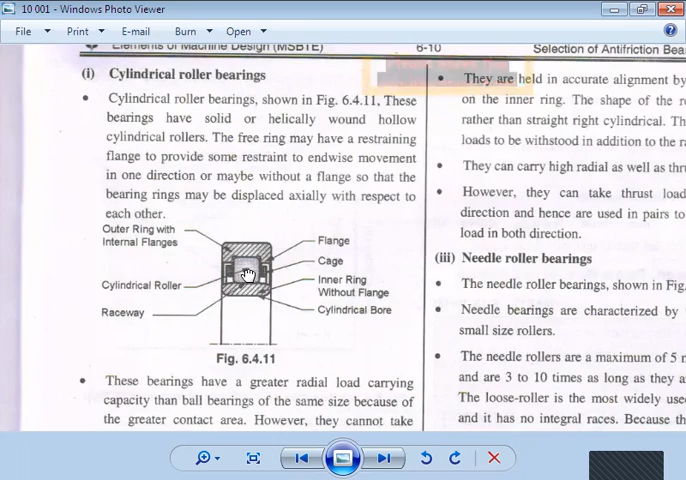 10 001 - Windows Photo Viewer
File Print E-mail Burn Open
Elements of Machine Design (MSBTE) 6-10 Selection of Antifriction Bea
(i) Cylindrical roller bearings
• Cylindrical roller bearings, shown in Fig. 6.4.11, These
bearings have solid or helically wound hollow
cylindrical rollers. The free ring may have a restraining
flange to provide some restraint to endwise movement
in one direction or maybe without a flange so that the
bearing rings may be displaced axially with respect to
each other.
Outer Ring with
Internal Flanges
Cylindrical Roller
Raceway
Flange
Cage
Inner Ring
Without Flange
Cylindrical Bore
Fig. 6.4.11
• These bearings have a greater radial load carrying
capacity than ball bearings of the same size because of
the greater contact area. However, they cannot take
• They are held in accurate alignment by
on the inner ring. The shape of the r
rather than straight right cylindrical. Th
loads to be withstood in addition to the ra
• They can carry high radial as well as thr
• However, they can take thrust load
direction and hence are used in pairs to
load in both direction.
(iii) Needle roller bearings
• The needle roller bearings, shown in Fig.
• Needle bearings are characterized by
small size rollers.
• The needle rollers are a maximum of 5 m
and are 3 to 10 times as long as they a
The loose-roller is the most widely use
and it has no integral races. Because th